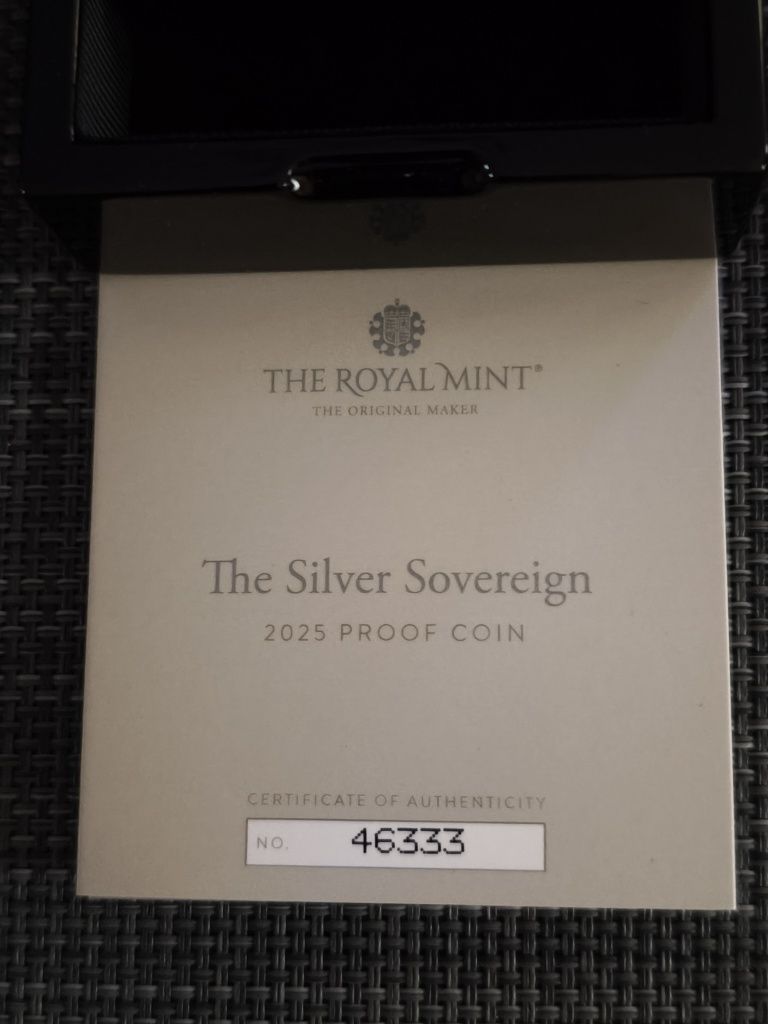 THE ROYAL MINT®
THE ORIGINAL MAKER
The Silver Sovereign
2025 PROOF COIN
CERTIFICATE OF AUTHENTICITY
NO. 46333